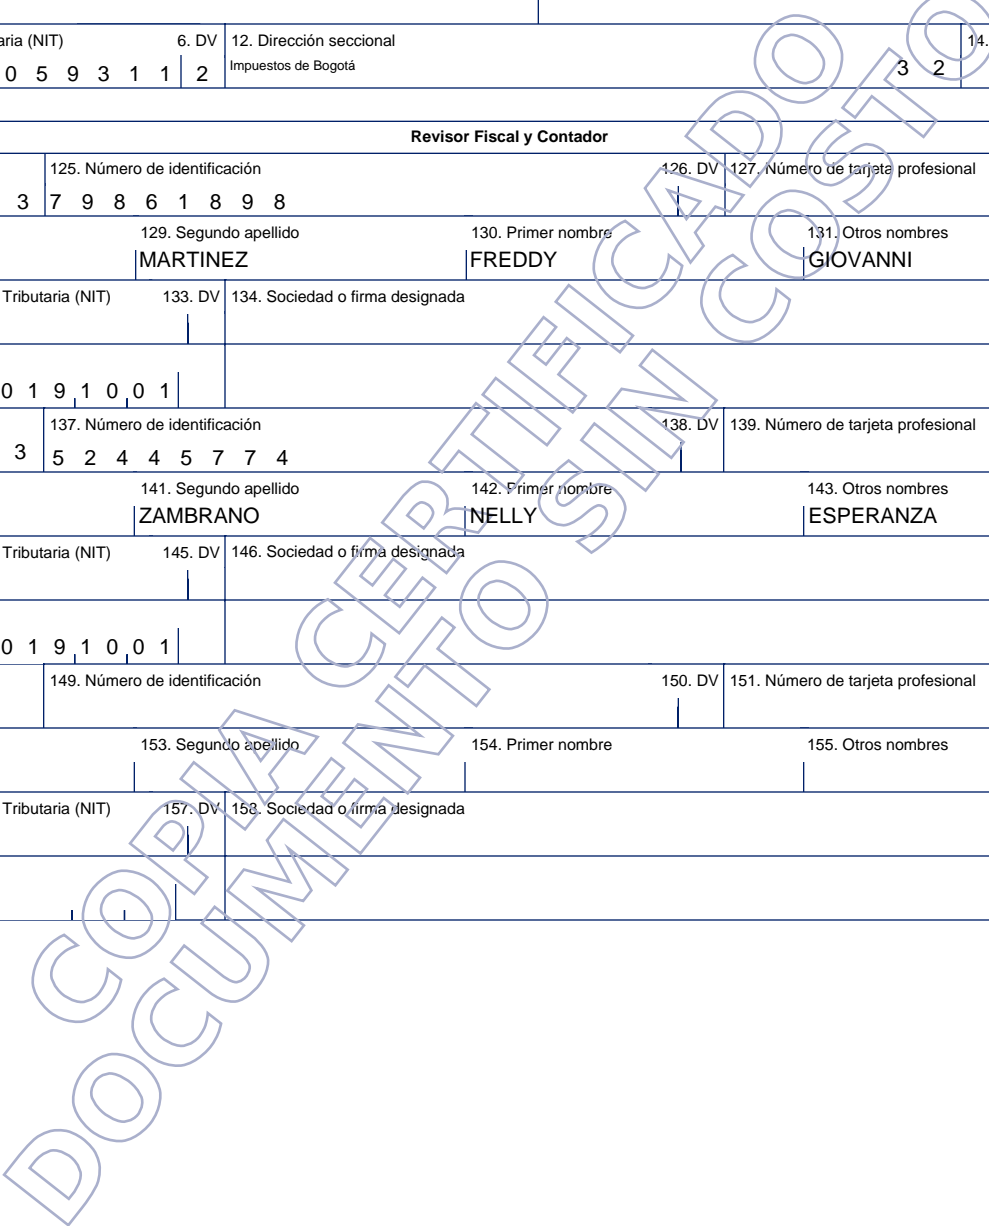 aria (NIT) 6. DV 12. Dirección seccional 14.
0 5 9 3 1 1 2 Impuestos de Bogotá 3 2
Revisor Fiscal y Contador
125. Número de identificación 126. DV 127. Número de tarjeta profesional
3 7 9 8 6 1 8 9 8
129. Segundo apellido 130. Primer nombre 131. Otros nombres
MARTINEZ FREDDY GIOVANNI
Tributaria (NIT) 133. DV 134. Sociedad o firma designada
0 1 9 1 0 0 1
137. Número de identificación 138. DV 139. Número de tarjeta profesional
3 5 2 4 4 5 7 7 4
141. Segundo apellido 142. Primer nombre 143. Otros nombres
ZAMBRANO NELLY ESPERANZA
Tributaria (NIT) 145. DV 146. Sociedad o firma designada
0 1 9 1 0 0 1
149. Número de identificación 150. DV 151. Número de tarjeta profesional
153. Segundo apellido 154. Primer nombre 155. Otros nombres
Tributaria (NIT) 157. DV 158. Sociedad o firma designada
COPIA CERTIFICADO
DOCUMENTO SIN COSTO